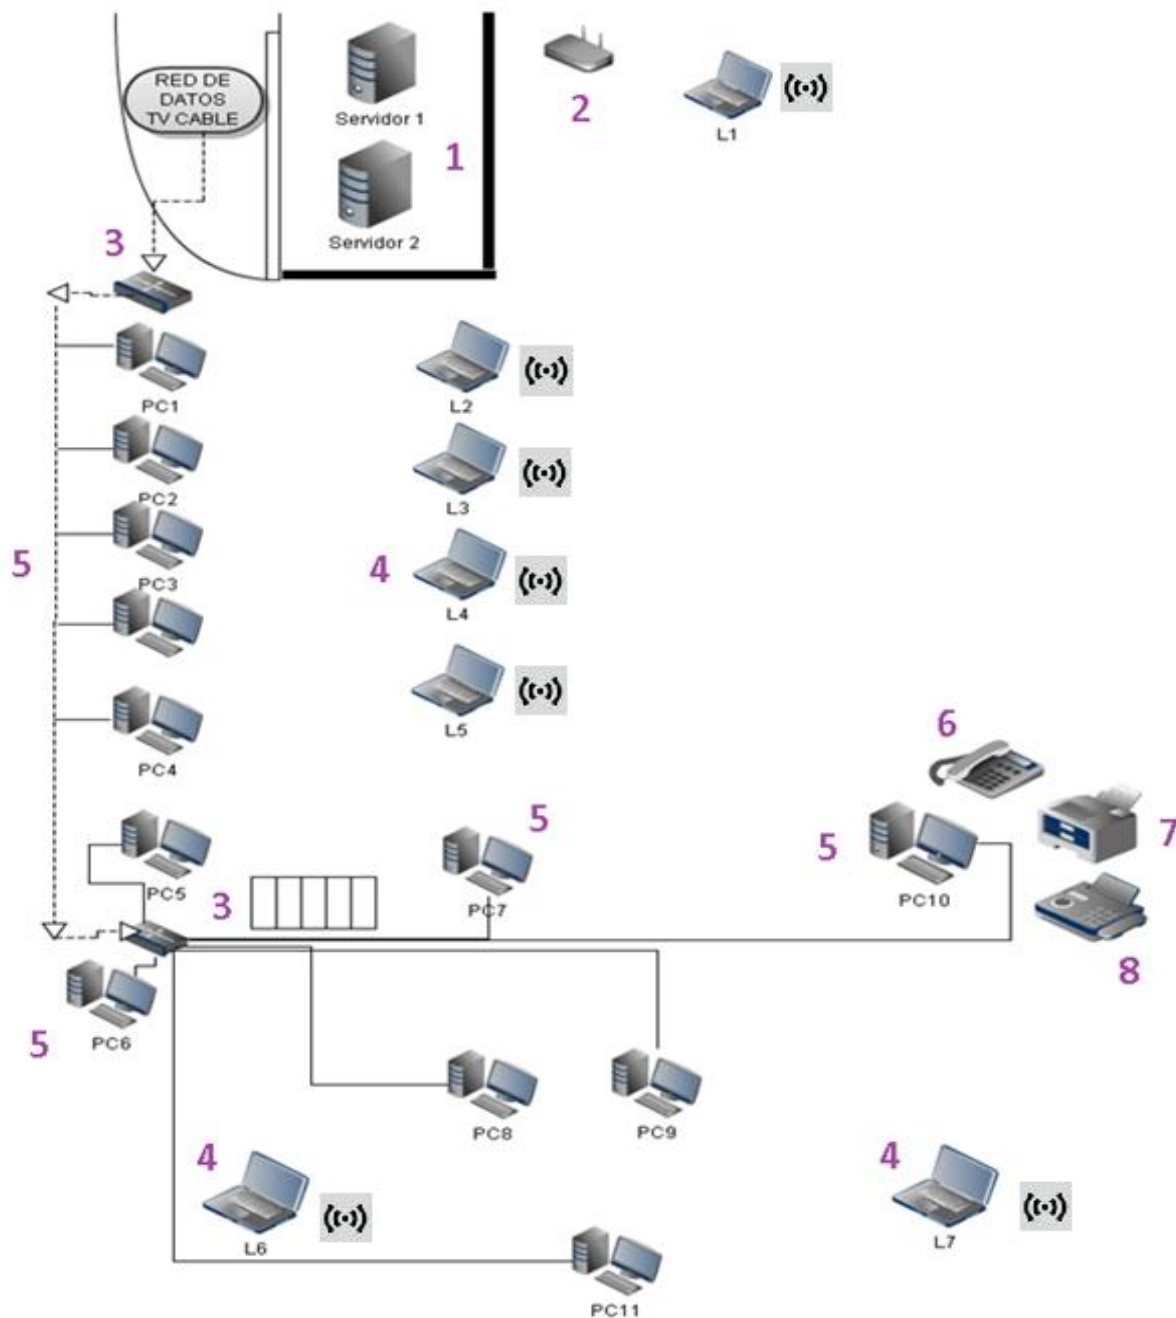 RED DE
DATOS
TV CABLE
Servidor 1
2
L1
1
Servidor 2
3
PC1
L2
PC2
L3
5
PC3
4
L4
L5
PC4
6
5
5
7
PC5
3
PC7
PC10
8
5
PC6
PC8
PC9
4
4
L6
L7
PC11